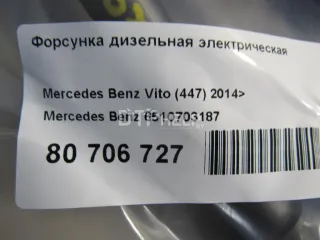 Форсунка дизельная электрическая
Mercedes Benz Vito (447) 2014>
Mercedes Benz 6510703187
80 706 727